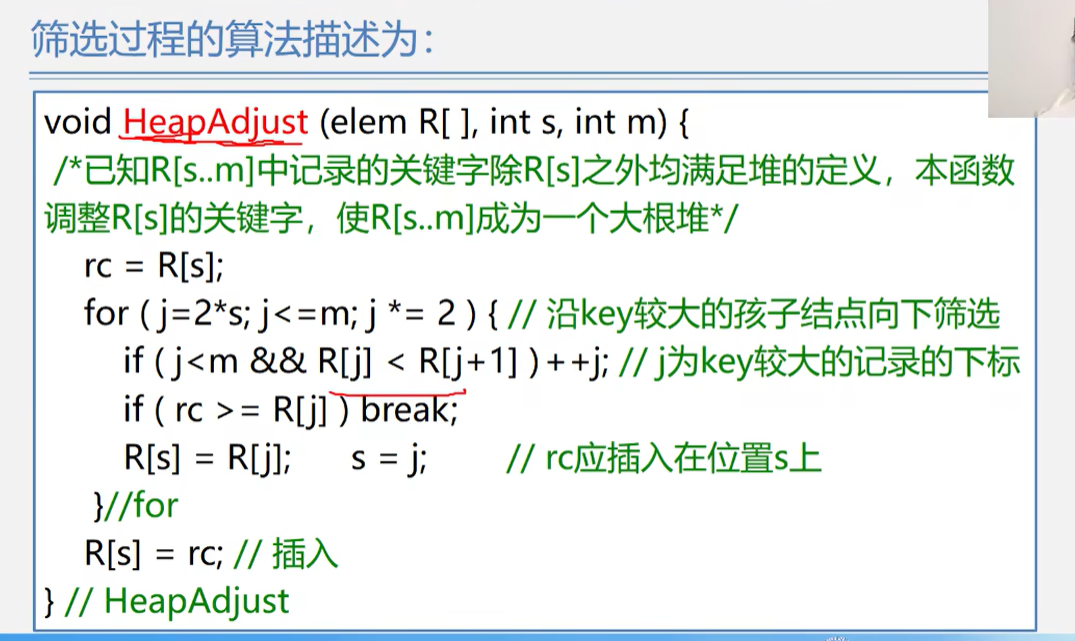 筛选过程的算法描述为：
void HeapAdjust (elem R[ ], int s, int m) {
/*已知R[s..m]中记录的关键字除R[s]之外均满足堆的定义，本函数
调整R[s]的关键字，使R[s..m]成为一个大根堆*/
rc = R[s];
for ( j=2*s; j<=m; j *= 2 ) { // 沿key较大的孩子结点向下筛选
if ( j<m && R[j] < R[j+1] ) ++j; // j为key较大的记录的下标
if ( rc >= R[j] ) break;
R[s] = R[j]; s = j; // rc应插入在位置s上
}//for
R[s] = rc; // 插入
} // HeapAdjust